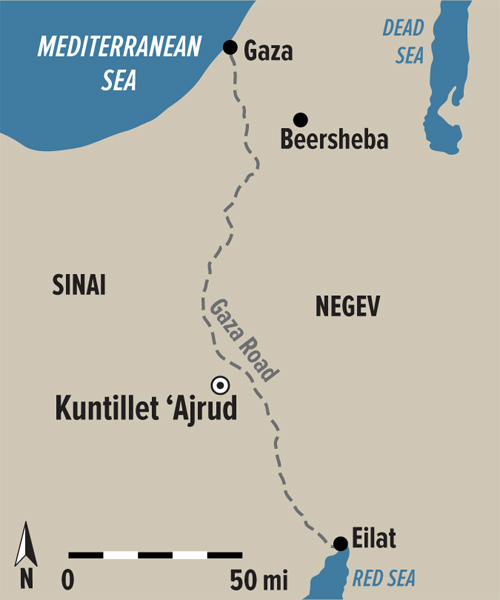 MEDITERRANEAN
SEA
Gaza
DEAD
SEA
Beersheba
SINAI
NEGEV
Gaza Road
Kuntillet ‘Ajrud
Eilat
N
0
50 mi
RED SEA